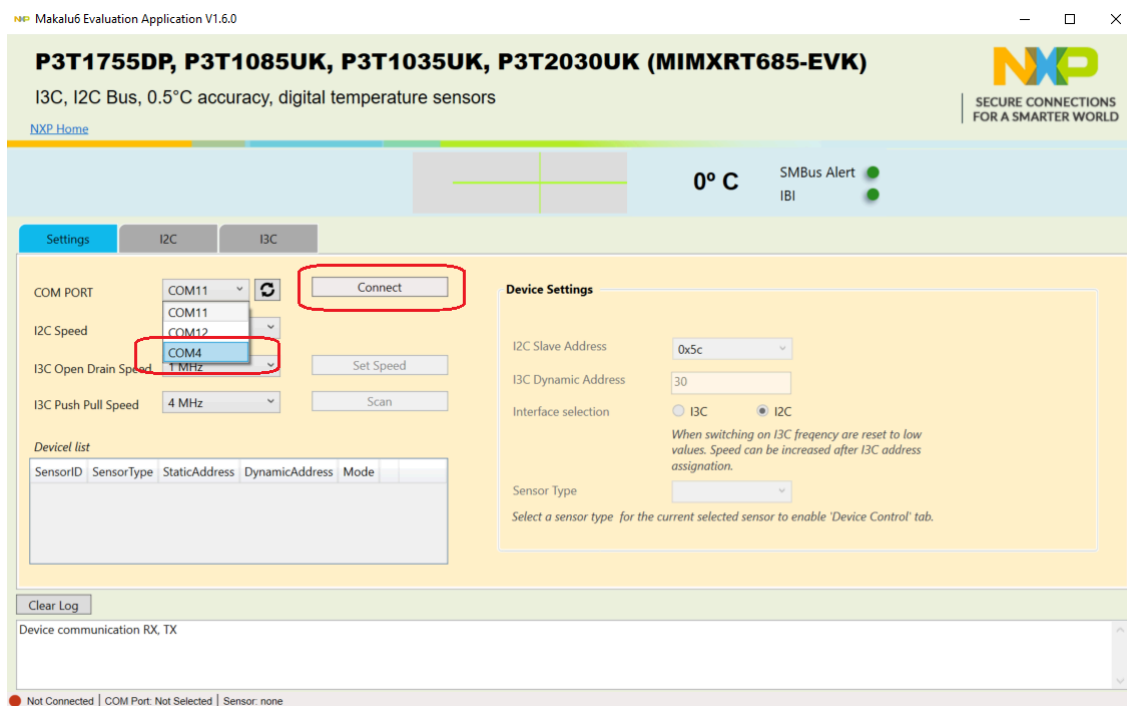 NXP Makalu6 Evaluation Application V1.6.0
P3T1755DP, P3T1085UK, P3T1035UK, P3T2030UK (MIMXRT685-EVK)
I3C, I2C Bus, 0.5°C accuracy, digital temperature sensors
NXP Home
NXP
SECURE CONNECTIONS
FOR A SMARTER WORLD
0° C
SMBus Alert
IBI
Settings I2C I3C
COM PORT COM11 Connect
COM11
I2C Speed COM12
COM4
I3C Open Drain Speed 1 MHz Set Speed
I3C Push Pull Speed 4 MHz Scan
Devicel list
SensorID SensorType StaticAddress DynamicAddress Mode
Device Settings
I2C Slave Address 0x5c
I3C Dynamic Address 30
Interface selection I3C I2C
When switching on I3C freqency are reset to low
values. Speed can be increased after I3C address
assignation.
Sensor Type
Select a sensor type for the current selected sensor to enable 'Device Control' tab.
Clear Log
Device communication RX, TX
Not Connected | COM Port: Not Selected | Sensor: none